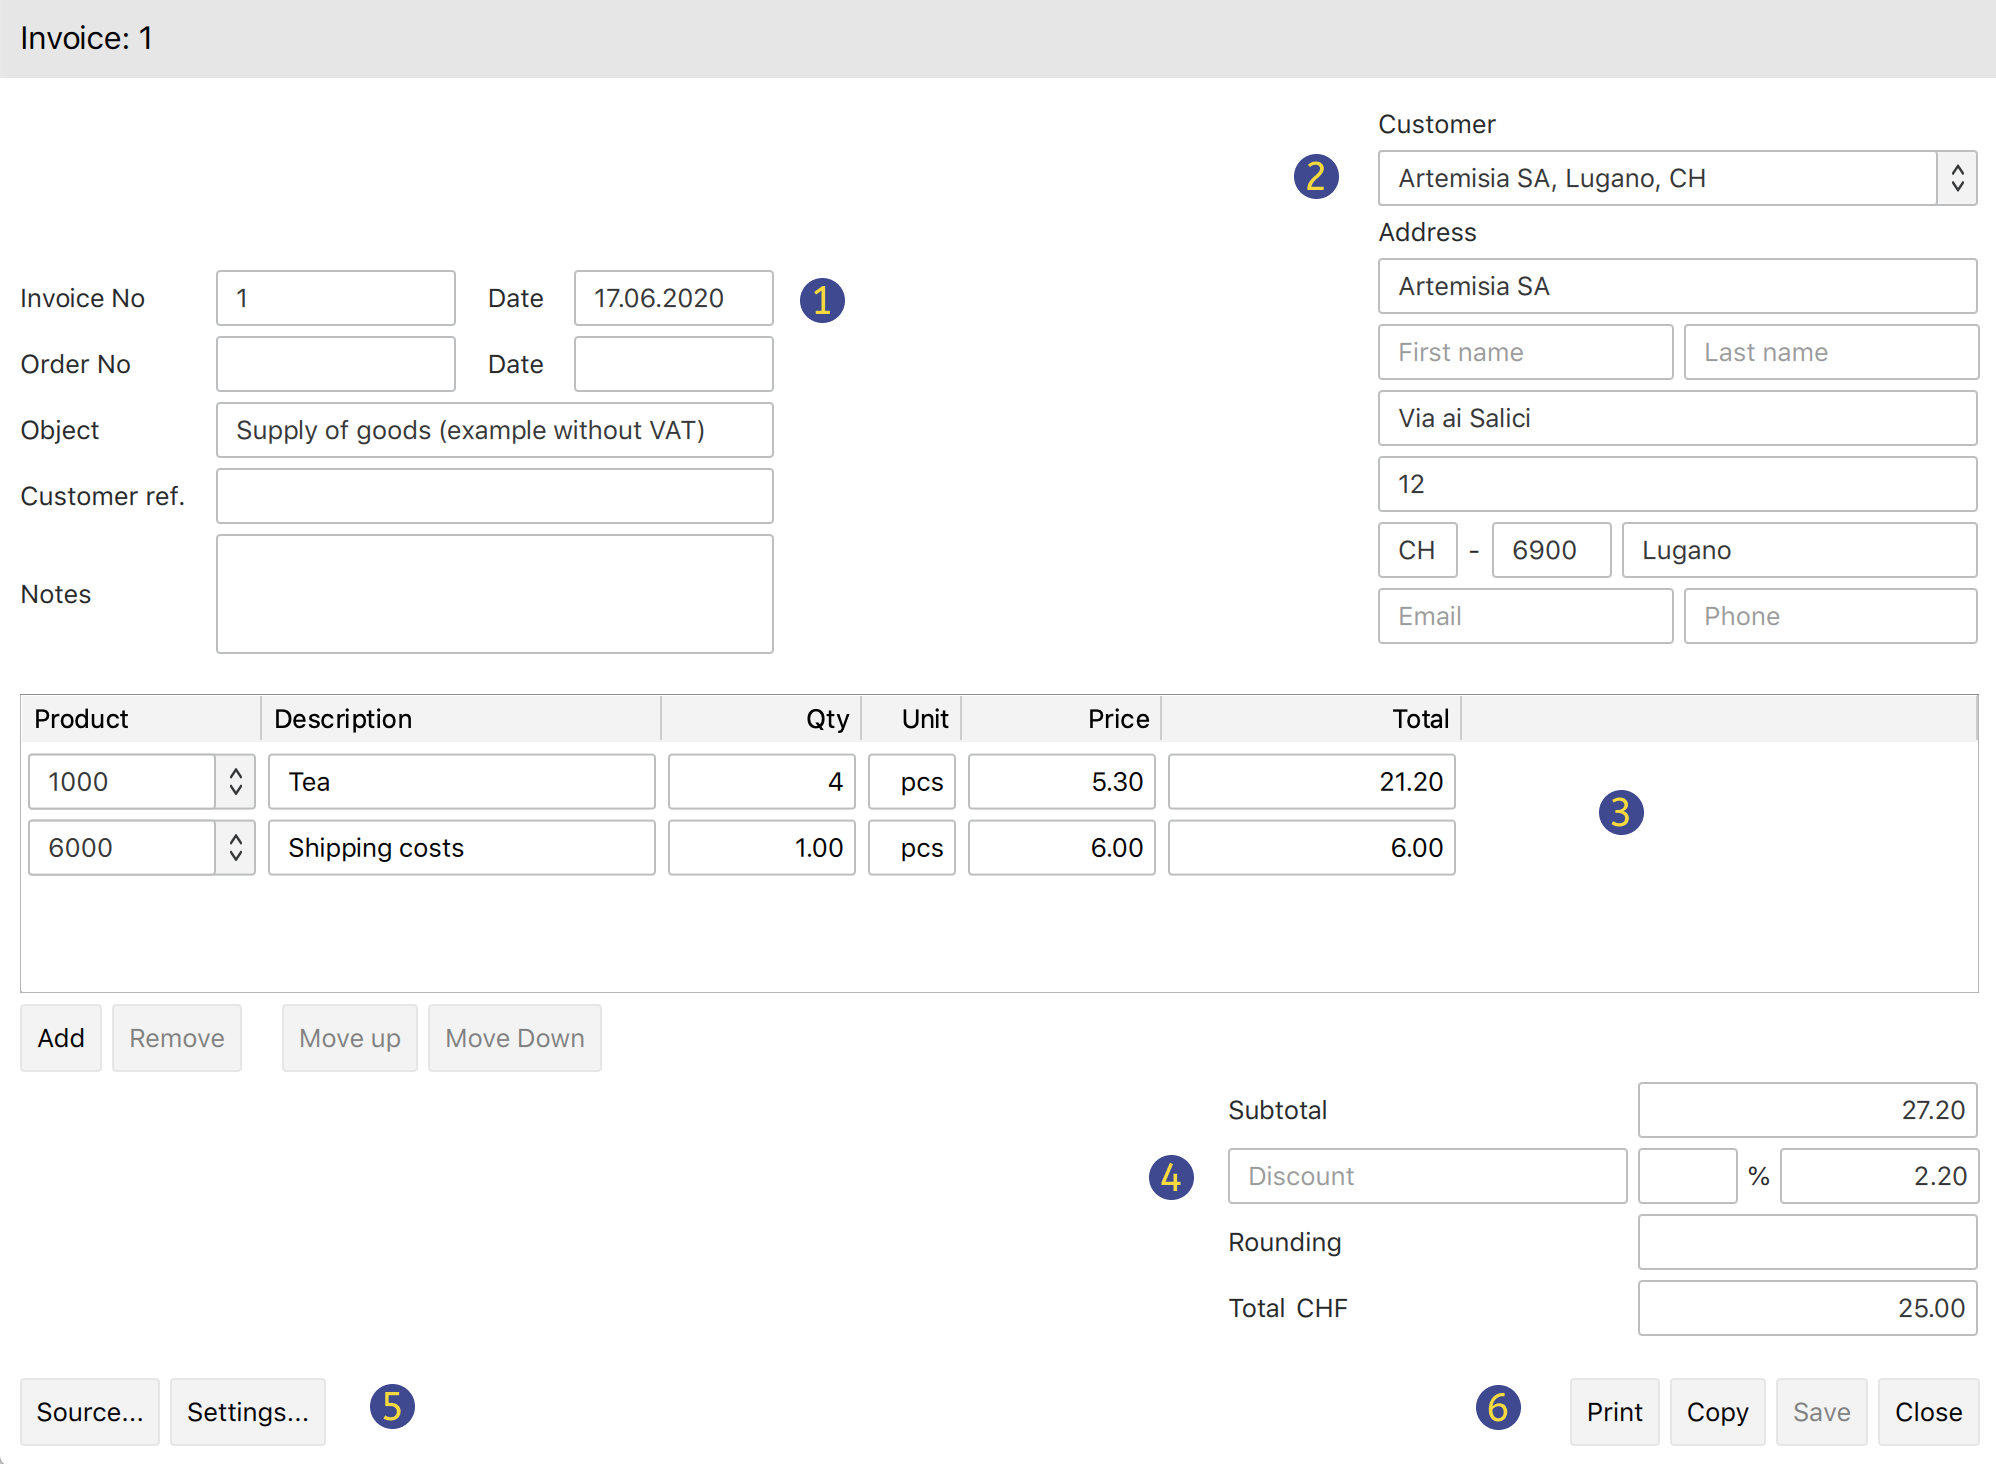 Invoice: 1
Customer
2 Artemisia SA, Lugano, CH
Address
Artemisia SA
Invoice No 1 Date 17.06.2020 1
First name Last name
Order No Date
Via ai Salici
Object Supply of goods (example without VAT)
12
Customer ref.
CH - 6900 Lugano
Notes
Email Phone
Product Description Qty Unit Price Total
1000 Tea 4 pcs 5.30 21.20
3
6000 Shipping costs 1.00 pcs 6.00 6.00
Add Remove Move up Move Down
Subtotal 27.20
4 Discount % 2.20
Rounding
Total CHF 25.00
Source... Settings... 5 6 Print Copy Save Close